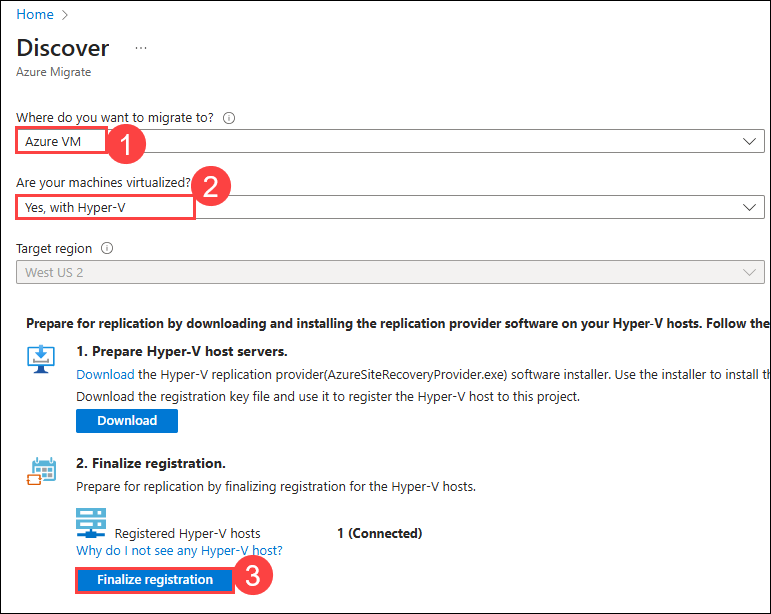 Home >
Discover ...
Azure Migrate
Where do you want to migrate to?
Azure VM
1
Are your machines virtualized?
2
Yes, with Hyper-V
Target region
West US 2
Prepare for replication by downloading and installing the replication provider software on your Hyper-V hosts. Follow the
1. Prepare Hyper-V host servers.
Download the Hyper-V replication provider(AzureSiteRecoveryProvider.exe) software installer. Use the installer to install th
Download the registration key file and use it to register the Hyper-V host to this project.
Download
2. Finalize registration.
Prepare for replication by finalizing registration for the Hyper-V hosts.
Registered Hyper-V hosts 1 (Connected)
Why do I not see any Hyper-V host?
Finalize registration
3